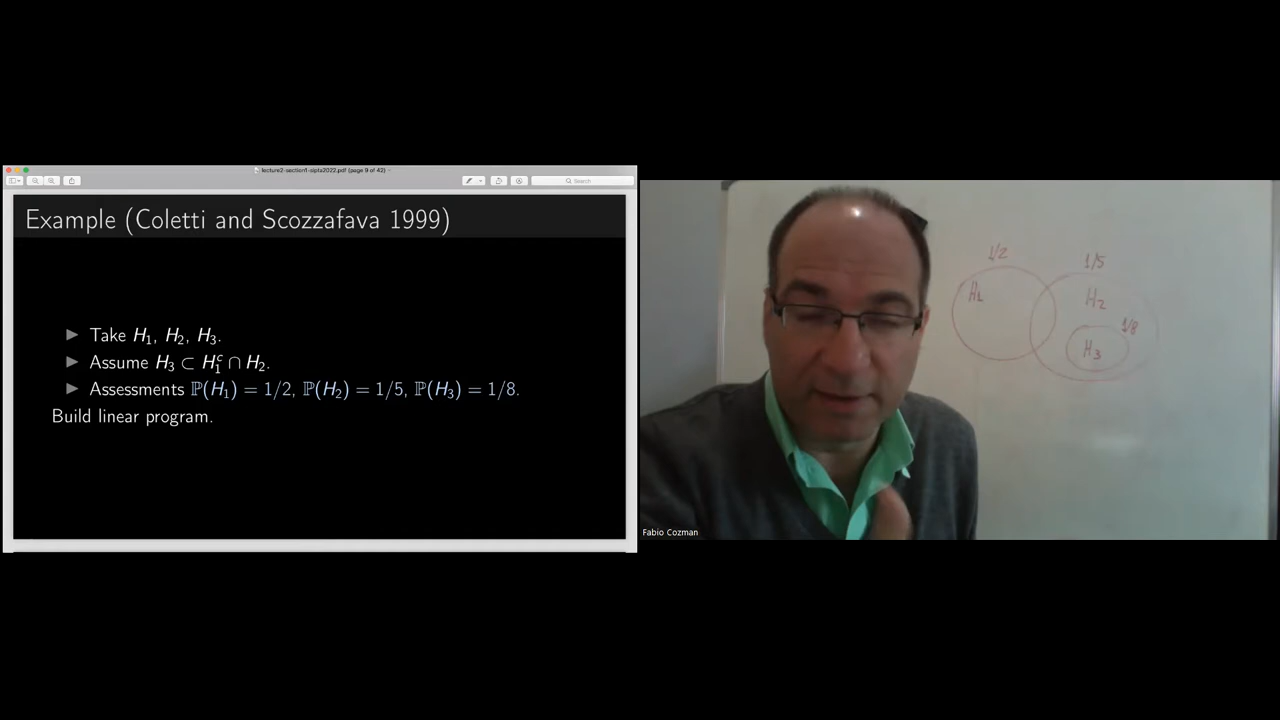 lecture2-section1-sipta2022.pdf (page 9 of 42)
Search
Example (Coletti and Scozzafava 1999)
▶ Take H₁, H₂, H₃.
▶ Assume H₃ ⊂ H₁ᶜ ∩ H₂.
▶ Assessments ℙ(H₁) = 1/2, ℙ(H₂) = 1/5, ℙ(H₃) = 1/8.
Build linear program.
1/2
1/5
H₁
H₂
1/8
H₃
Fabio Cozman